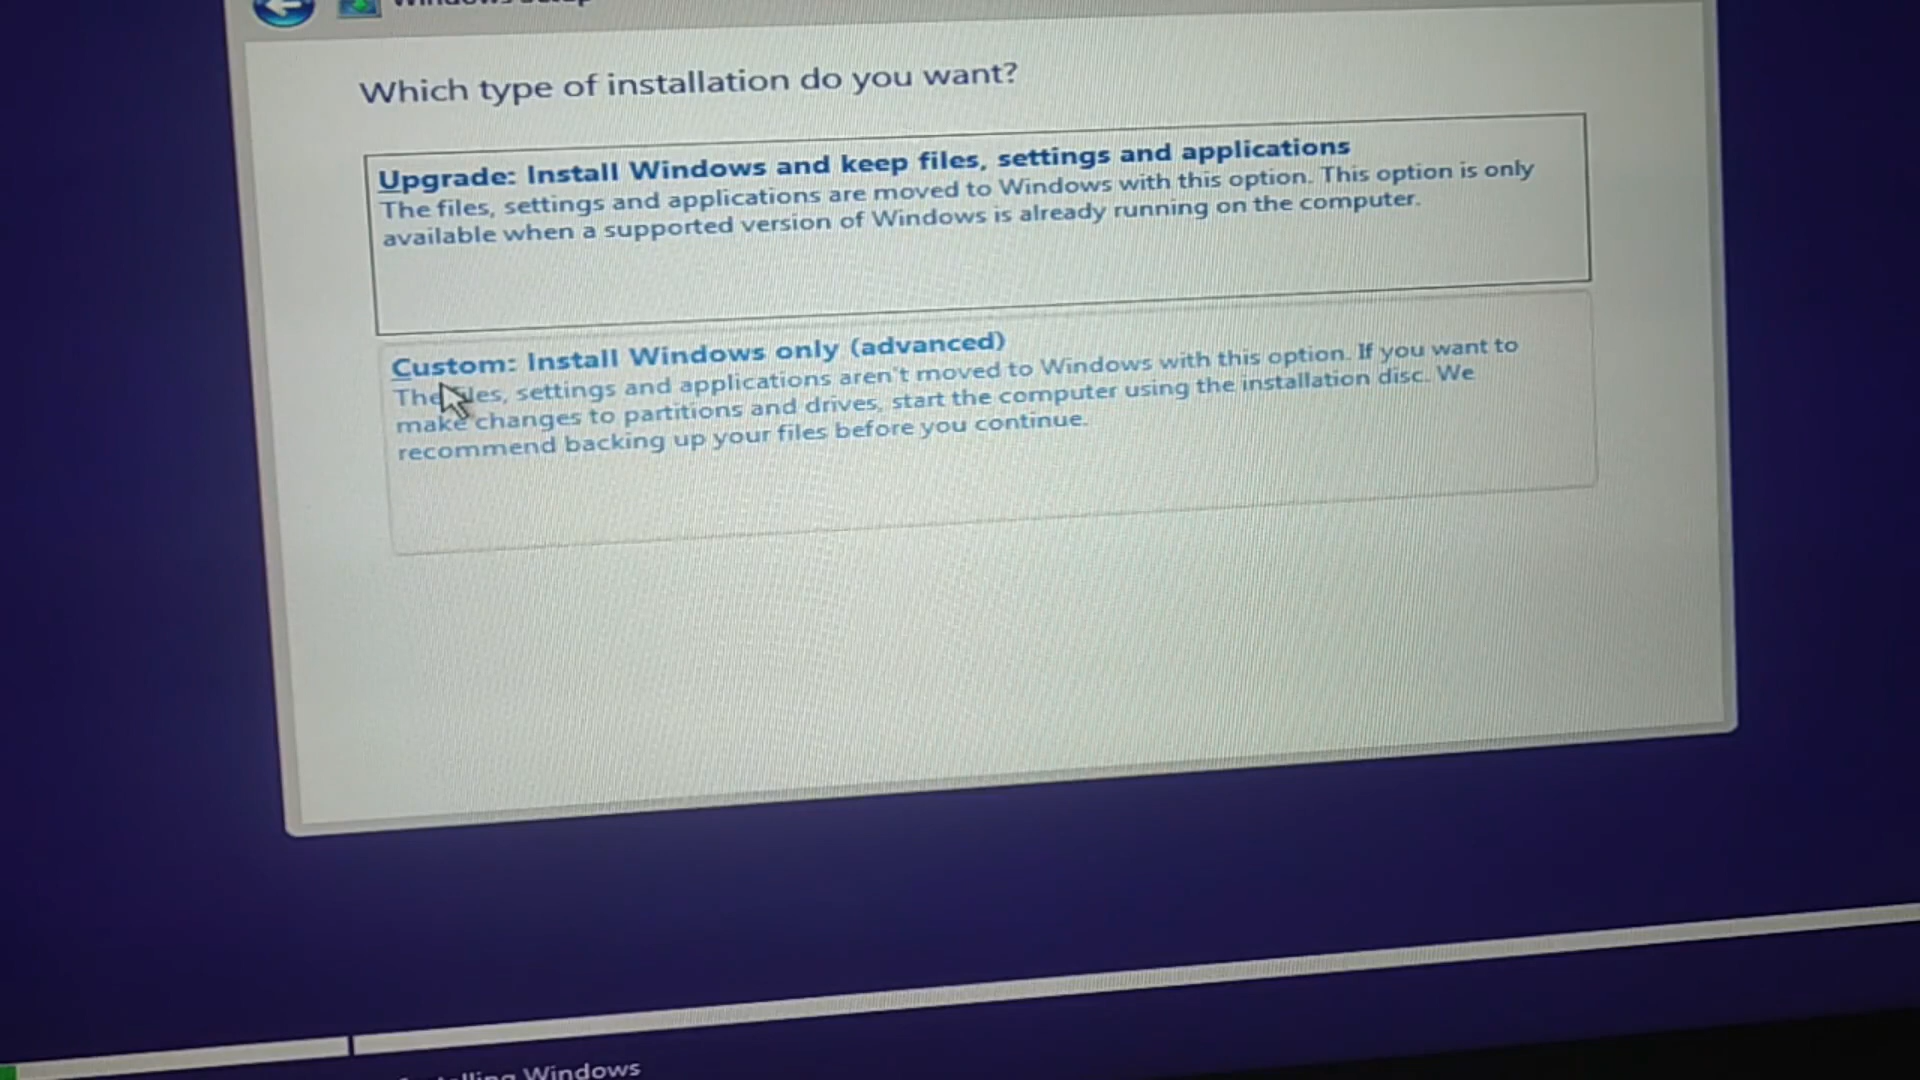 Windows Setup
Which type of installation do you want?
Upgrade: Install Windows and keep files, settings and applications
The files, settings and applications are moved to Windows with this option. This option is only
available when a supported version of Windows is already running on the computer.
Custom: Install Windows only (advanced)
The files, settings and applications aren't moved to Windows with this option. If you want to
make changes to partitions and drives, start the computer using the installation disc. We
recommend backing up your files before you continue.
Installing Windows